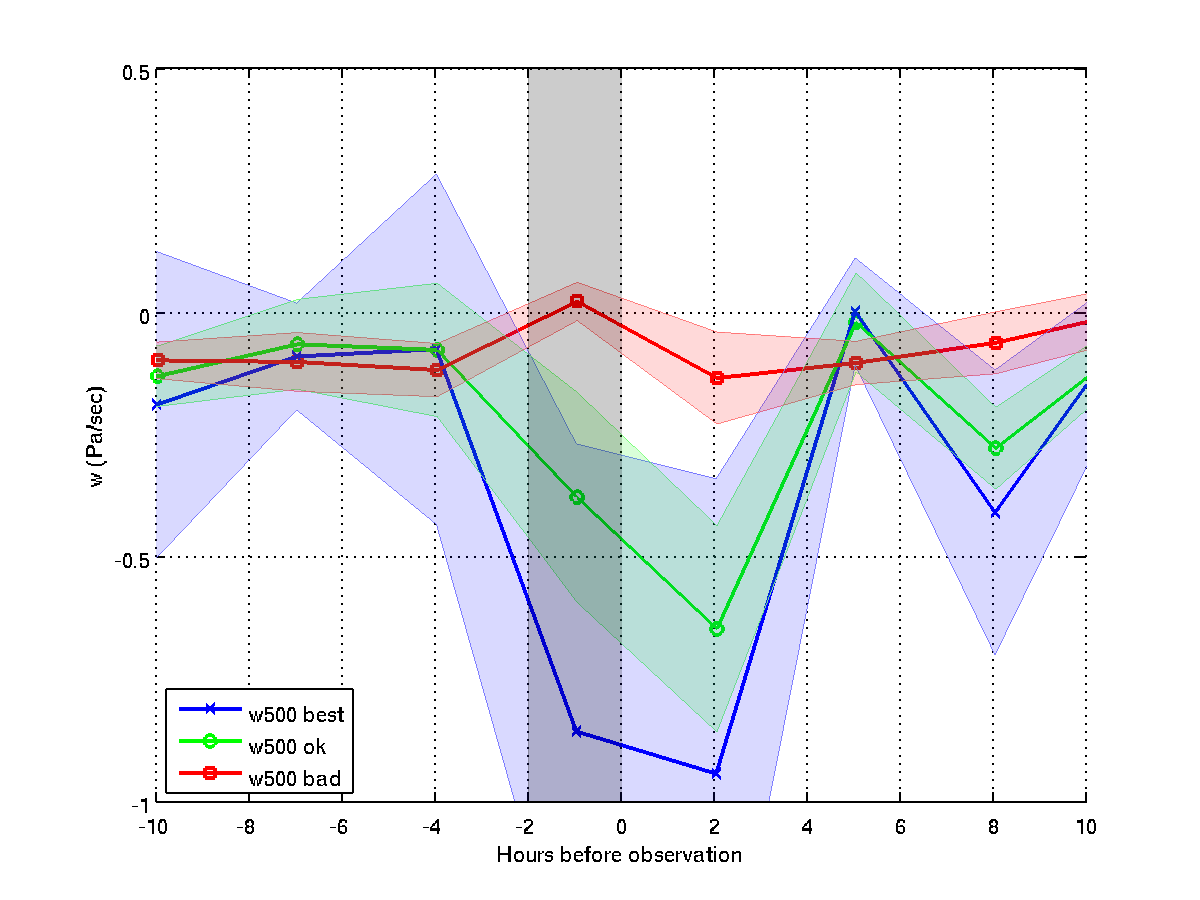 0.5
0
-0.5
-1
w (Pa/sec)
w500 best
w500 ok
w500 bad
-10 -8 -6 -4 -2 0 2 4 6 8 10
Hours before observation